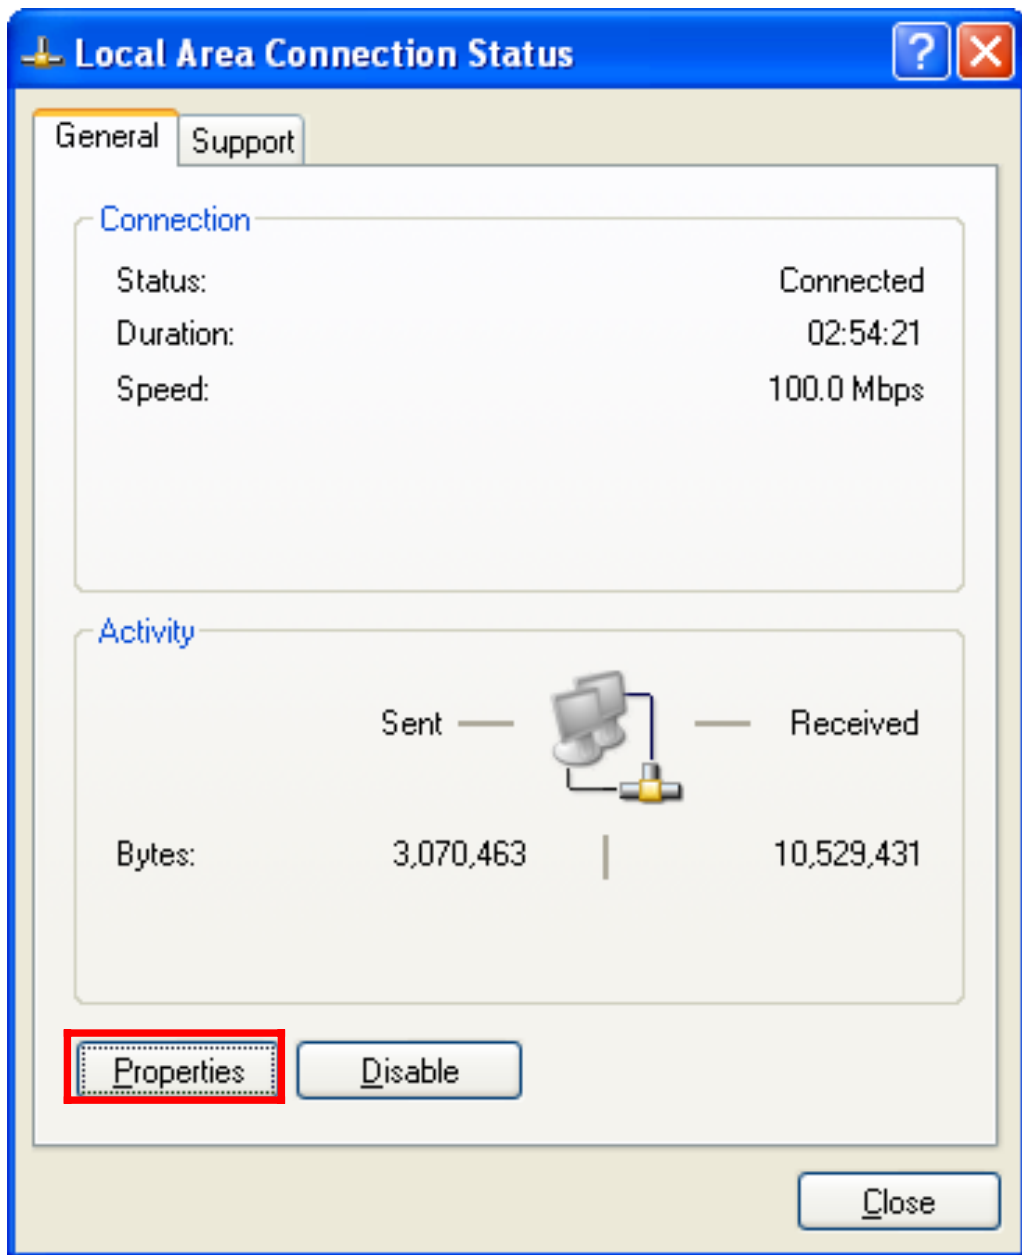 Local Area Connection Status
General Support
Connection
Status: Connected
Duration: 02:54:21
Speed: 100.0 Mbps
Activity
Sent Received
Bytes: 3,070,463 10,529,431
Properties Disable
Close